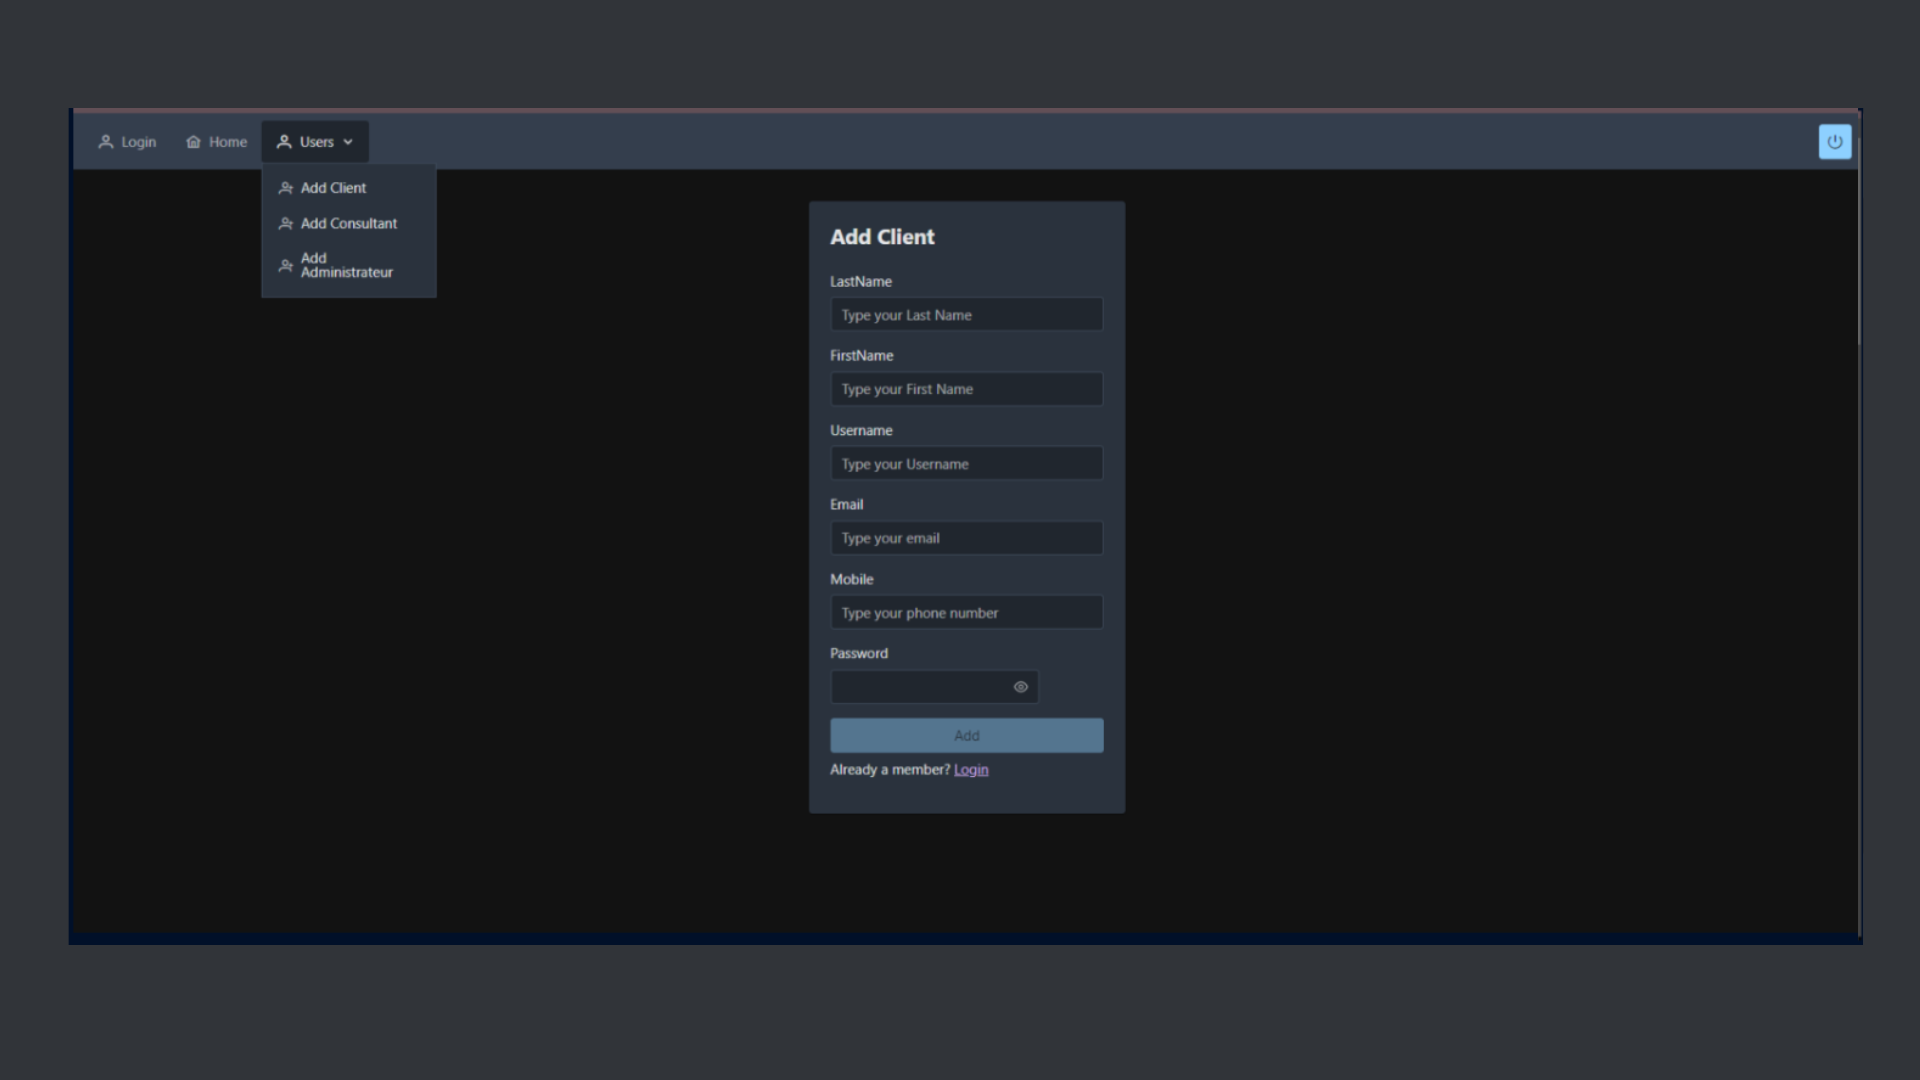 Login Home Users
Add Client
Add Consultant
Add
Administrateur
Add Client
LastName
Type your Last Name
FirstName
Type your First Name
Username
Type your Username
Email
Type your email
Mobile
Type your phone number
Password
Add
Already a member? Login